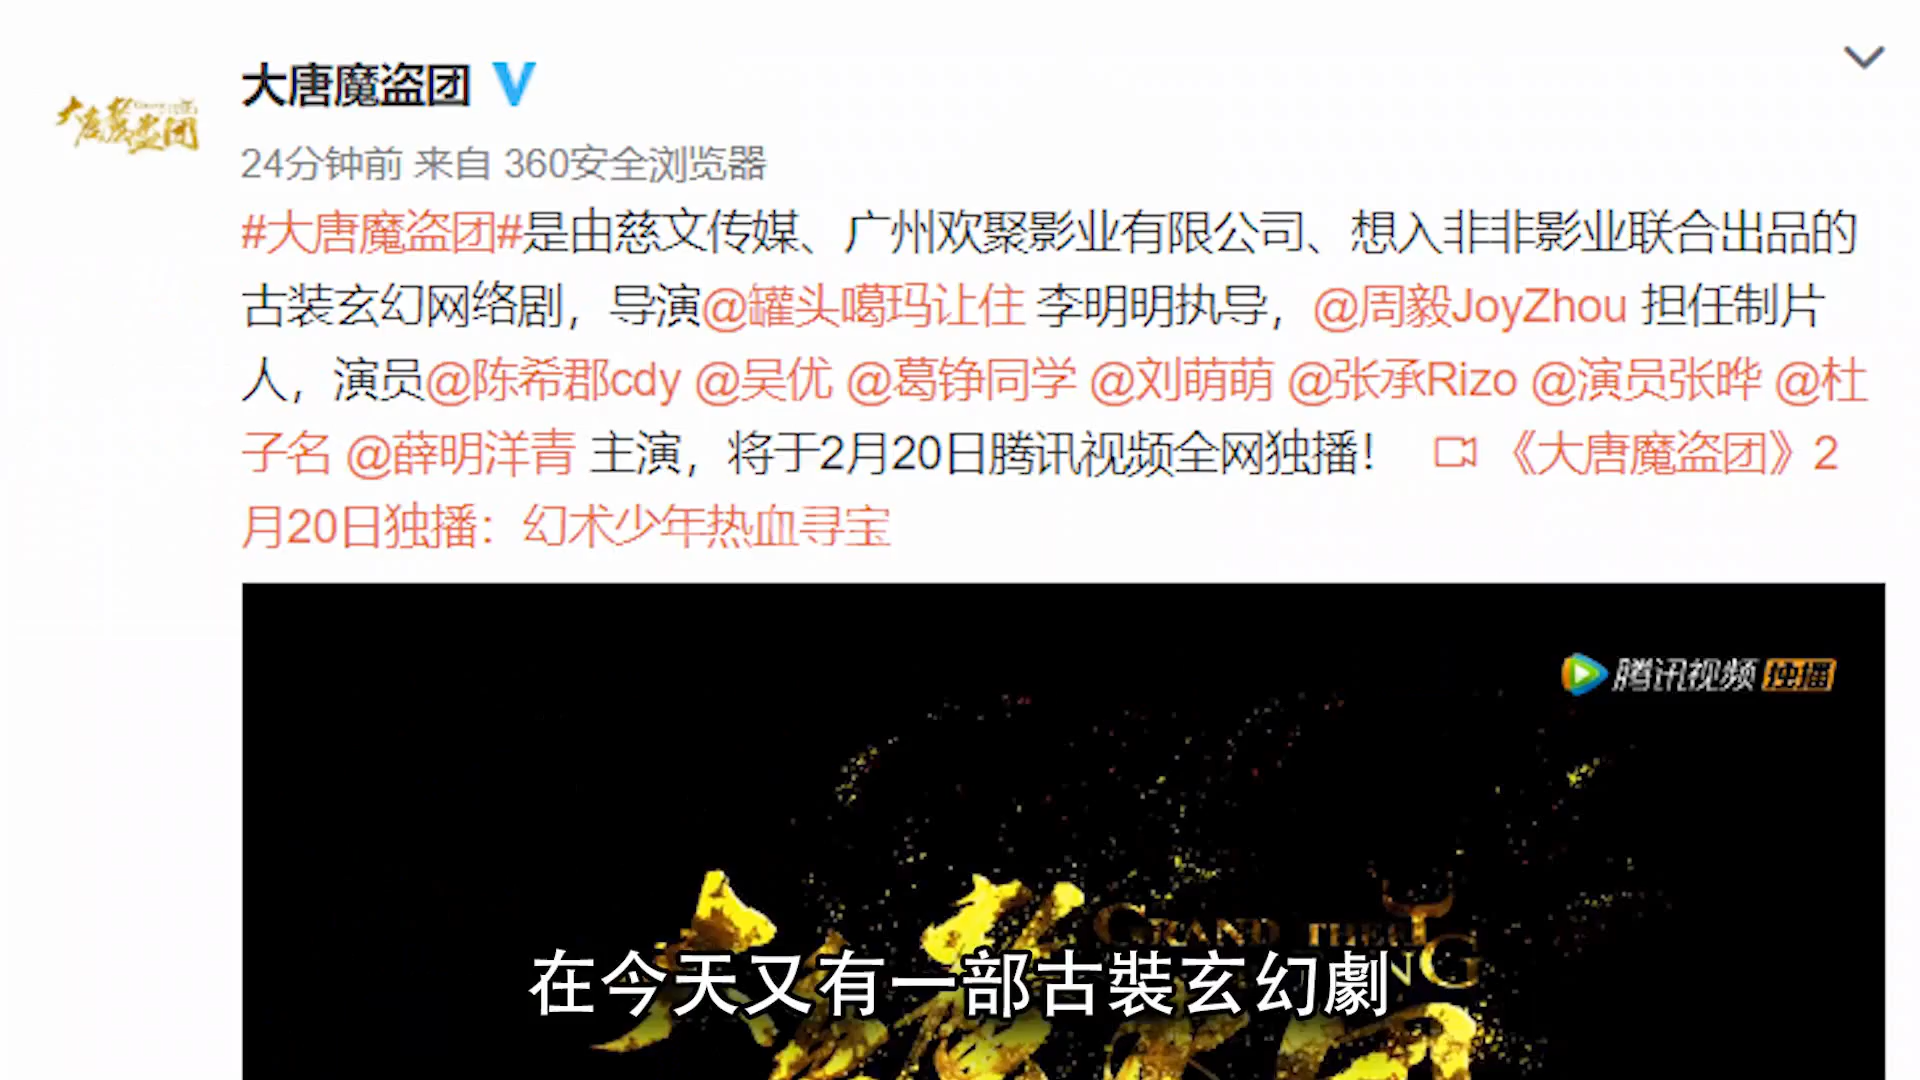 大唐魔盗团
大唐魔盗团
24分钟前 来自 360安全浏览器
#大唐魔盗团#是由慈文传媒、广州欢聚影业有限公司、想入非非影业联合出品的
古装玄幻网络剧，导演@罐头噶玛让住 李明明执导，@周毅JoyZhou 担任制片
人，演员@陈希郡cdy @吴优 @葛铮同学 @刘萌萌 @张承Rizo @演员张晔 @杜
子名 @薛明洋青 主演，将于2月20日腾讯视频全网独播！ 《大唐魔盗团》2
月20日独播：幻术少年热血寻宝
腾讯视频 独播
GRAND THEFT
在今天又有一部古裝玄幻劇